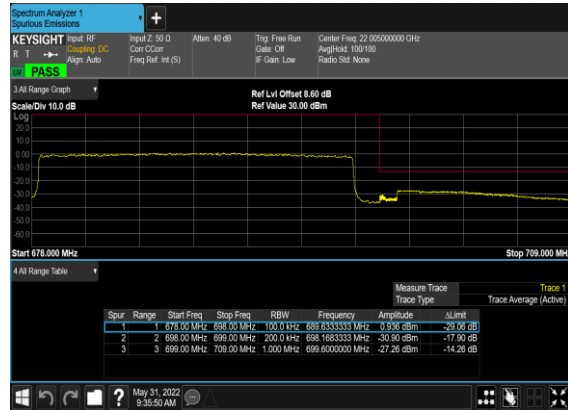 Spectrum Analyzer 1
Spurious Emissions
+
KEYSIGHT Input: RF Input Z: 50 Ω Atten: 40 dB Trig: Free Run Center Freq: 22.005000000 GHz
R T Coupling: DC Corr CCorr Gate: Off Avg|Hold: 100/100
Align: Auto Freq Ref: Int (S) IF Gain: Low Radio Std: None
PASS
3 All Range Graph
Ref Lvl Offset 8.60 dB
Scale/Div 10.0 dB Ref Value 30.00 dBm
Log
20.0
10.0
0.00
-10.0
-20.0
-30.0
-40.0
-50.0
-60.0
Start 678.000 MHz Stop 709.000 MH
4 All Range Table
Measure Trace Trace 1
Trace Type Trace Average (Active)
Spur Range Start Freq Stop Freq RBW Frequency Amplitude ΔLimit
1 1 678.00 MHz 698.00 MHz 100.0 kHz 689.6333333 MHz 0.936 dBm -29.06 dB
2 2 698.00 MHz 699.00 MHz 200.0 kHz 698.1683333 MHz -30.90 dBm -17.90 dB
3 3 699.00 MHz 709.00 MHz 1.000 MHz 699.6000000 MHz -27.26 dBm -14.26 dB
? May 31, 2022
9:35:50 AM